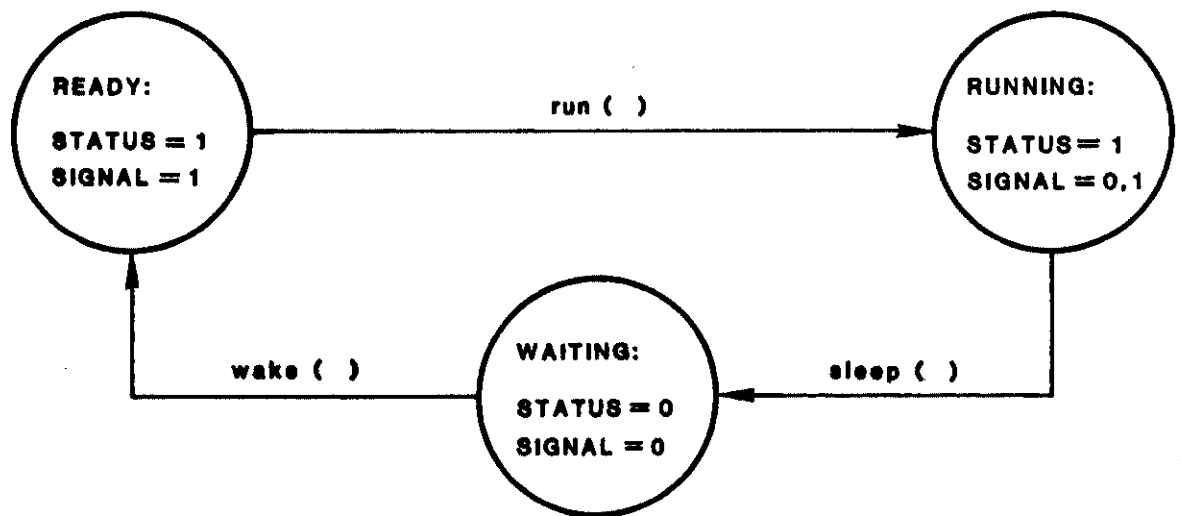 READY:
STATUS = 1
SIGNAL = 1
run ( )
RUNNING:
STATUS = 1
SIGNAL = 0,1
wake ( )
WAITING:
STATUS = 0
SIGNAL = 0
sleep ( )